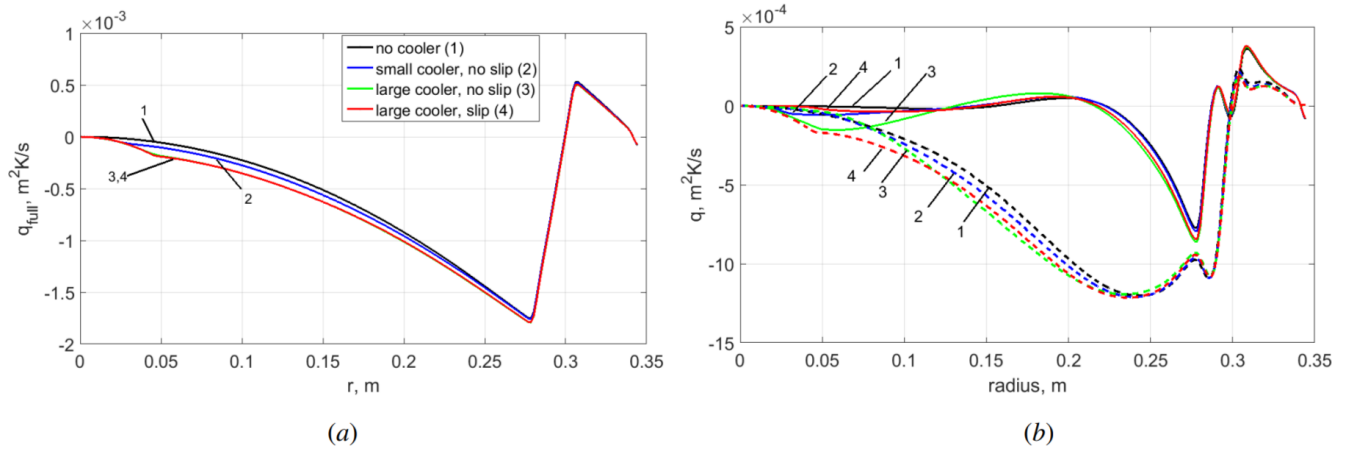 ×10⁻³
1
0.5
0
-0.5
-1
-1.5
-2
q_full, m²K/s
no cooler (1)
small cooler, no slip (2)
large cooler, no slip (3)
large cooler, slip (4)
1
3,4
2
0 0.05 0.1 0.15 0.2 0.25 0.3 0.35
r, m
(a)
×10⁻⁴
5
0
-5
-10
-15
q, m²K/s
2 4 1 3
4 3 2 1
0 0.05 0.1 0.15 0.2 0.25 0.3 0.35
radius, m
(b)